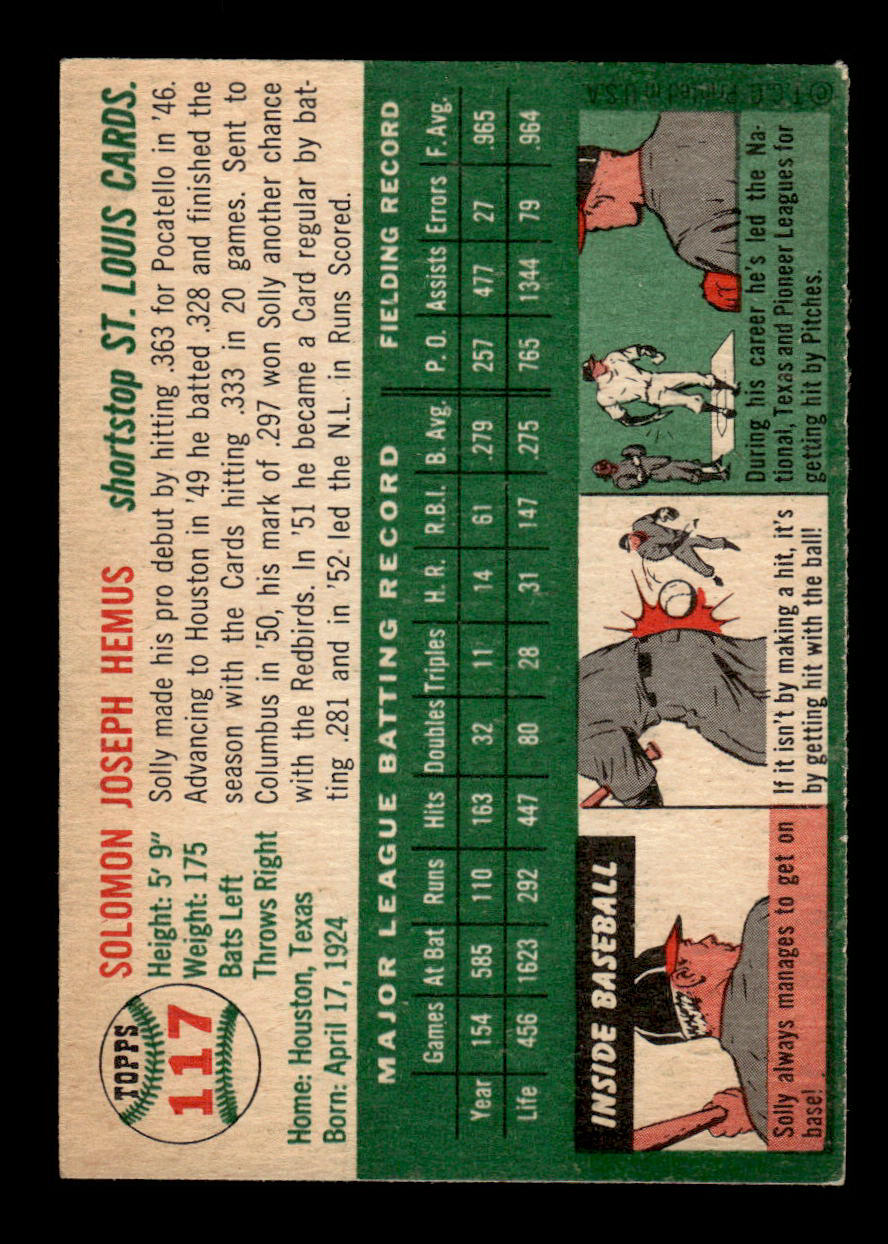 TOPPS
117
SOLOMON JOSEPH HEMUS shortstop ST. LOUIS CARDS.
Height: 5' 9"
Weight: 175
Bats Left
Throws Right
Home: Houston, Texas
Born: April 17, 1924
Solly made his pro debut by hitting .363 for Pocatello in '46.
Advancing to Houston in '49 he batted .328 and finished the
season with the Cards hitting .333 in 20 games. Sent to
Columbus in '50, his mark of .297 won Solly another chance
with the Redbirds. In '51 he became a Card regular by bat-
ting .281 and in '52 led the N.L. in Runs Scored.
MAJOR LEAGUE BATTING RECORD FIELDING RECORD
Games At Bat Runs Hits Doubles Triples H. R. R.B.I. B. Avg. P. O. Assists Errors F. Avg.
Year 154 585 110 163 32 11 14 61 .279 257 477 27 .965
Life 456 1623 292 447 80 28 31 147 .275 765 1344 79 .964
INSIDE BASEBALL
Solly always manages to get on
base!
If it isn't by making a hit, it's
by getting hit with the ball!
During his career he's led the Na-
tional, Texas and Pioneer Leagues for
getting hit by Pitches.
© T.C.G. Printed in U.S.A.